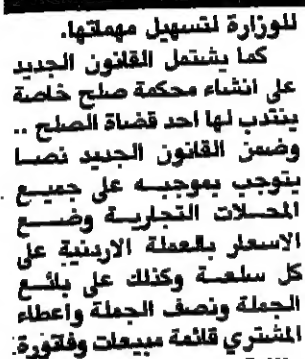 للوزارة لتسهيل مهمتها.
كما يشتمل القانون الجديد
على انشاء محكمة صلح خاصة
ينتدب لها احد قضاة الصلح ..
وضمن القانون الجديد نصا
يتوجب بموجبه على جميع
المحلات التجارية وضع
الاسعار بالعملة الاردنية على
كل سلعة وكذلك على بائع
الجملة ونصف الجملة واعطاء
المشتري قائمة مبيعات وفاتورة.